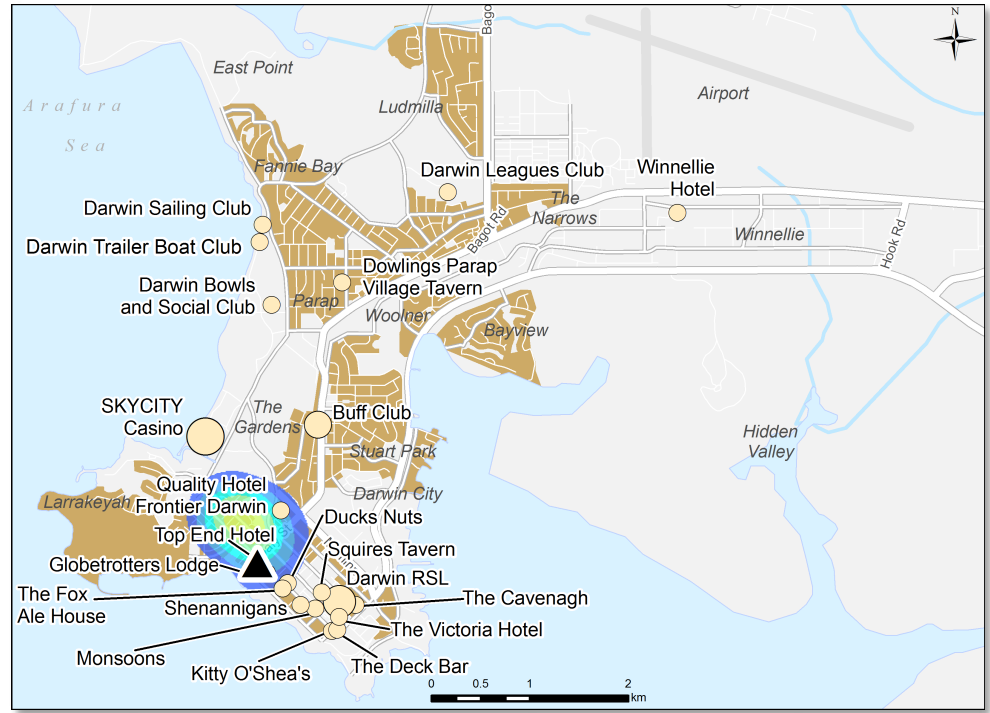 N
Bago
East Point
Arafura
Sea
Airport
Ludmilla
Fannie Bay
Darwin Leagues Club
Winnellie
Hotel
The
Narrows
Darwin Sailing Club
Bagot Rd
Winnellie
Hook Rd
Darwin Trailer Boat Club
Dowlings Parap
Village Tavern
Darwin Bowls
and Social Club
Parap
Woolner
Bayview
SKYCITY
Casino
The
Gardens
Buff Club
Stuart Park
Hidden
Valley
Quality Hotel
Frontier Darwin
Larrakeyah
Darwin City
Ducks Nuts
Top End Hotel
Squires Tavern
Globetrotters Lodge
Darwin RSL
The Fox
Ale House
Shenannigans
The Cavenagh
The Victoria Hotel
Monsoons
Kitty O'Shea's
The Deck Bar
0 0.5 1 2
km